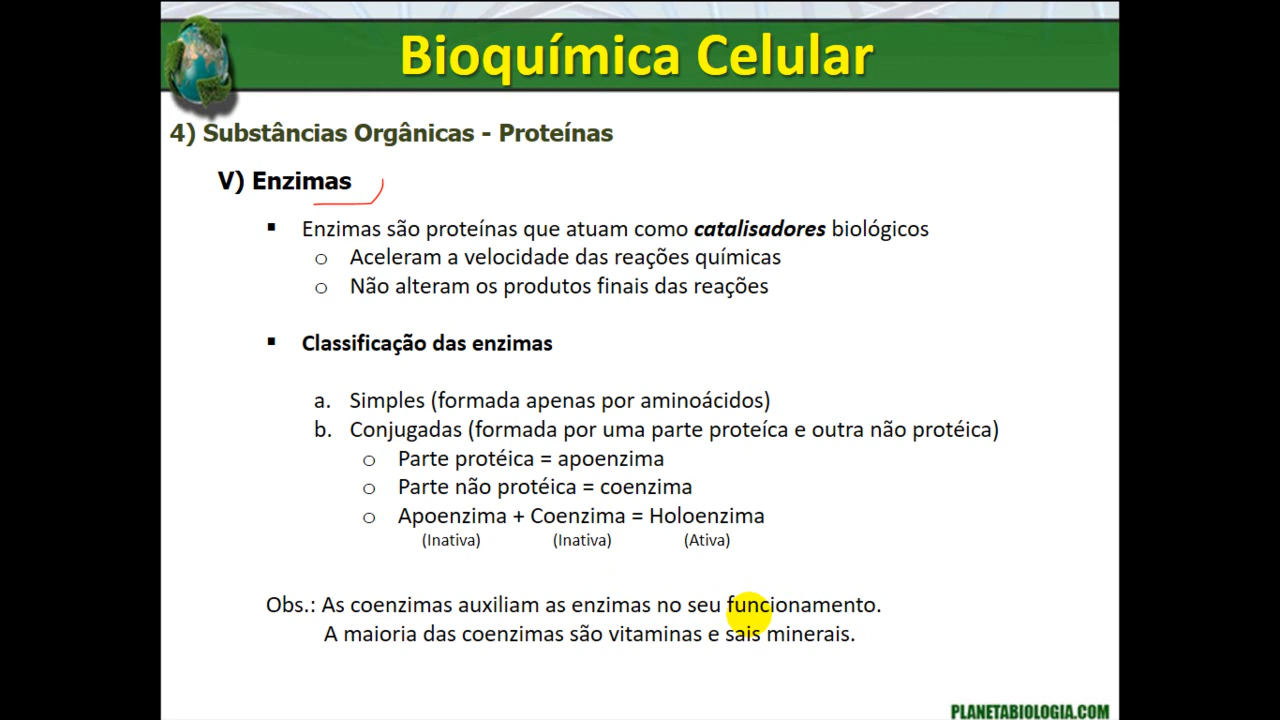 Bioquímica Celular
4) Substâncias Orgânicas - Proteínas
V) Enzimas
▪ Enzimas são proteínas que atuam como catalisadores biológicos
o Aceleram a velocidade das reações químicas
o Não alteram os produtos finais das reações
▪ Classificação das enzimas
a. Simples (formada apenas por aminoácidos)
b. Conjugadas (formada por uma parte proteíca e outra não protéica)
o Parte protéica = apoenzima
o Parte não protéica = coenzima
o Apoenzima + Coenzima = Holoenzima
(Inativa) (Inativa) (Ativa)
Obs.: As coenzimas auxiliam as enzimas no seu funcionamento.
A maioria das coenzimas são vitaminas e sais minerais.
PLANETABIOLOGIA.COM